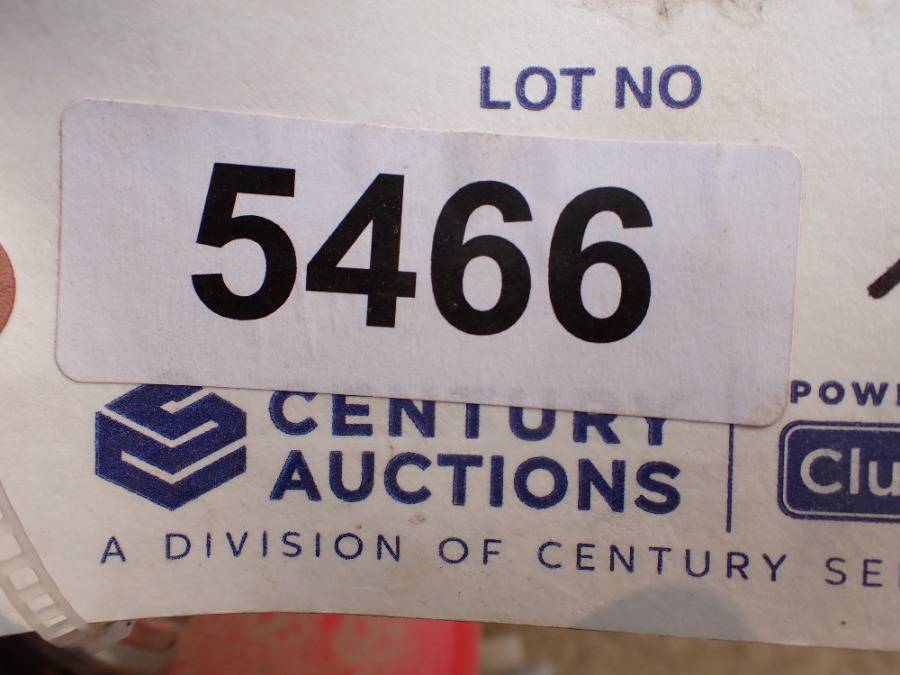 LOT NO
5466
CENTURY
AUCTIONS
A DIVISION OF CENTURY